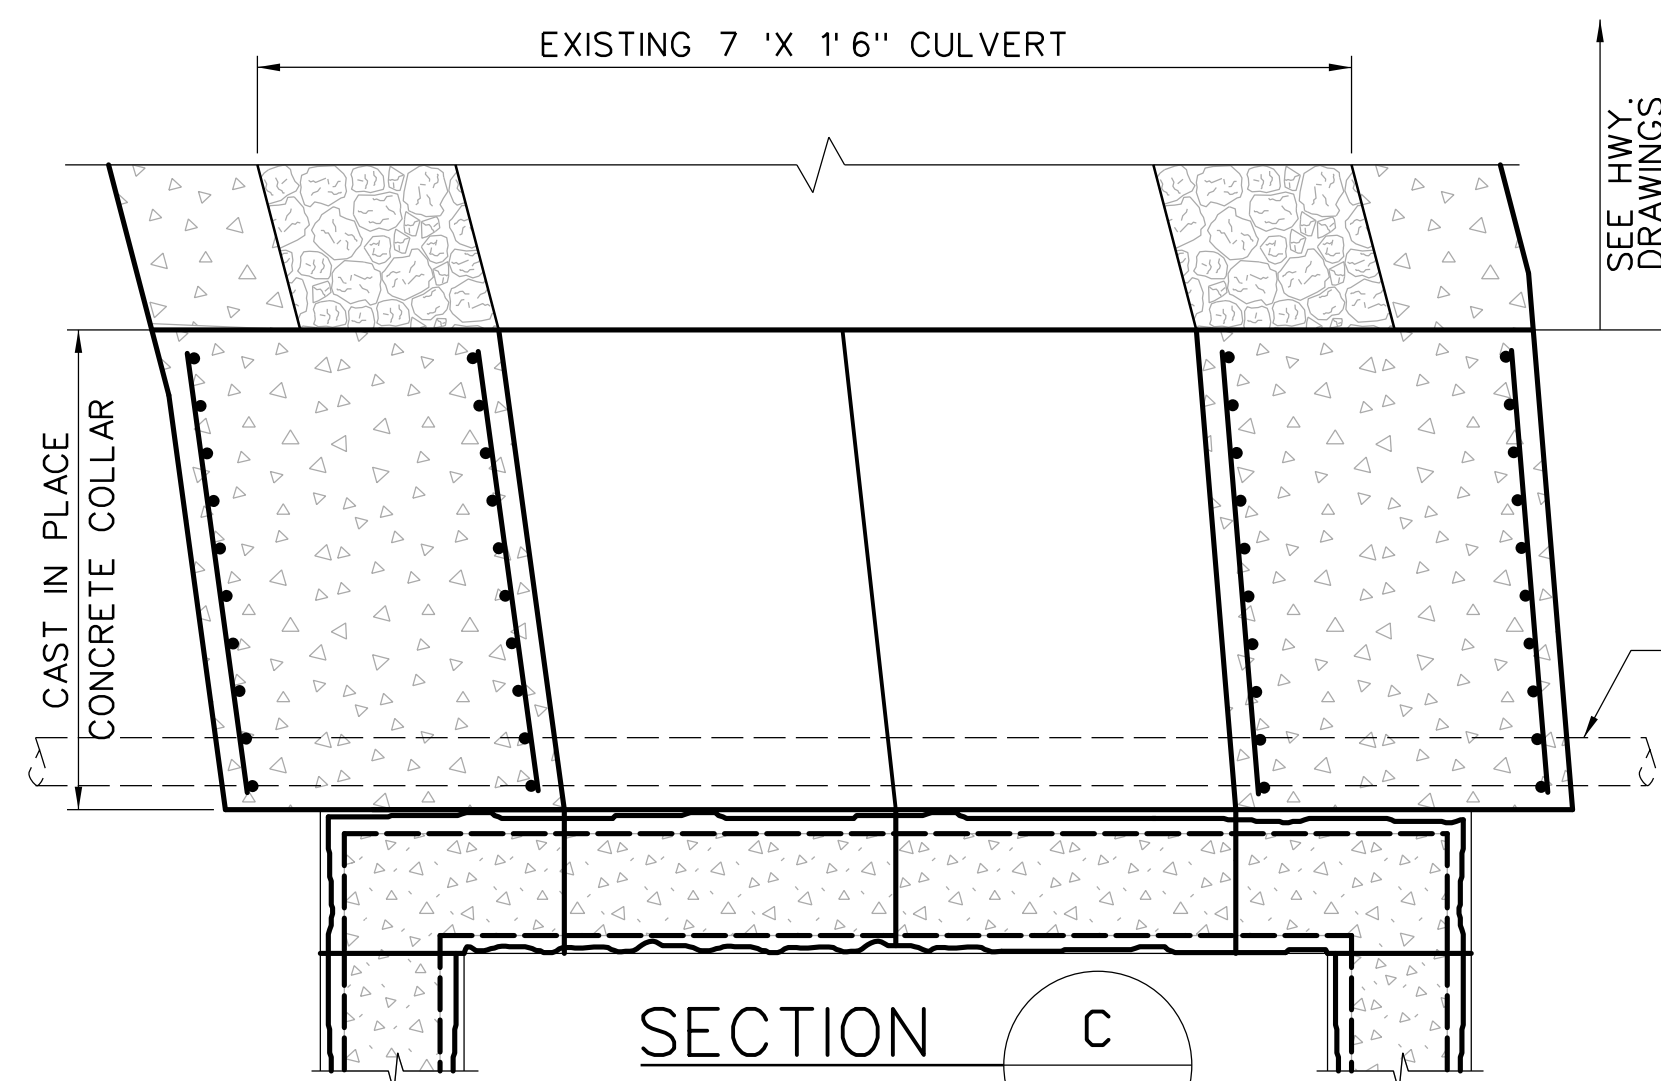 EXISTING 7 'X 1'6" CULVERT
SEE HWY.
DRAWINGS
CAST IN PLACE
CONCRETE COLLAR
SECTION
C